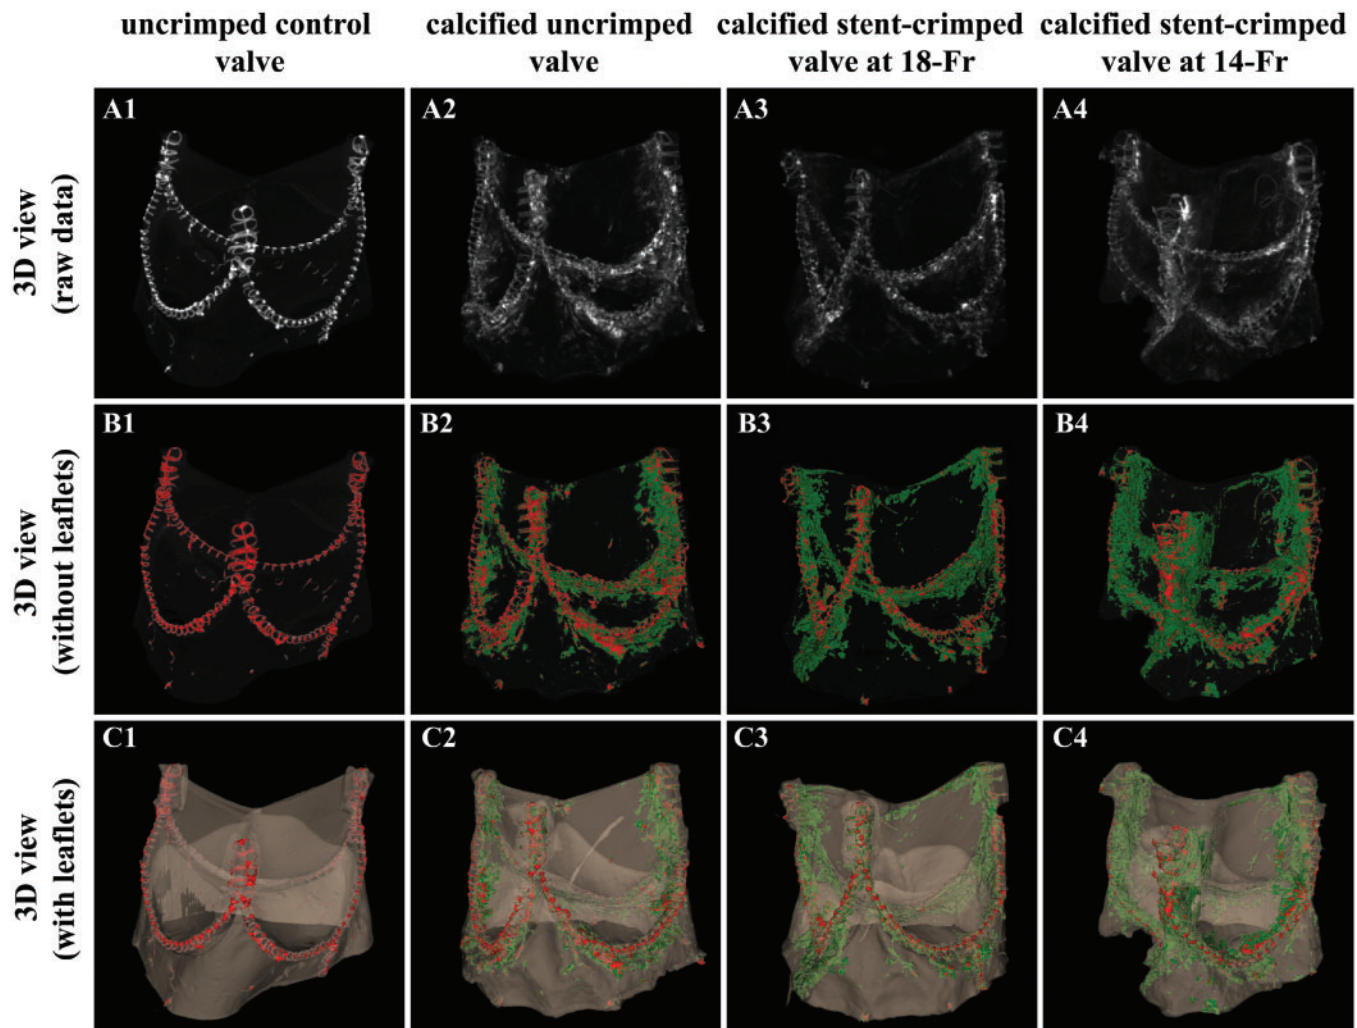 uncrimped control
valve
calcified uncrimped
valve
calcified stent-crimped
valve at 18-Fr
calcified stent-crimped
valve at 14-Fr
3D view
(raw data)
A1
A2
A3
A4
3D view
(without leaflets)
B1
B2
B3
B4
3D view
(with leaflets)
C1
C2
C3
C4